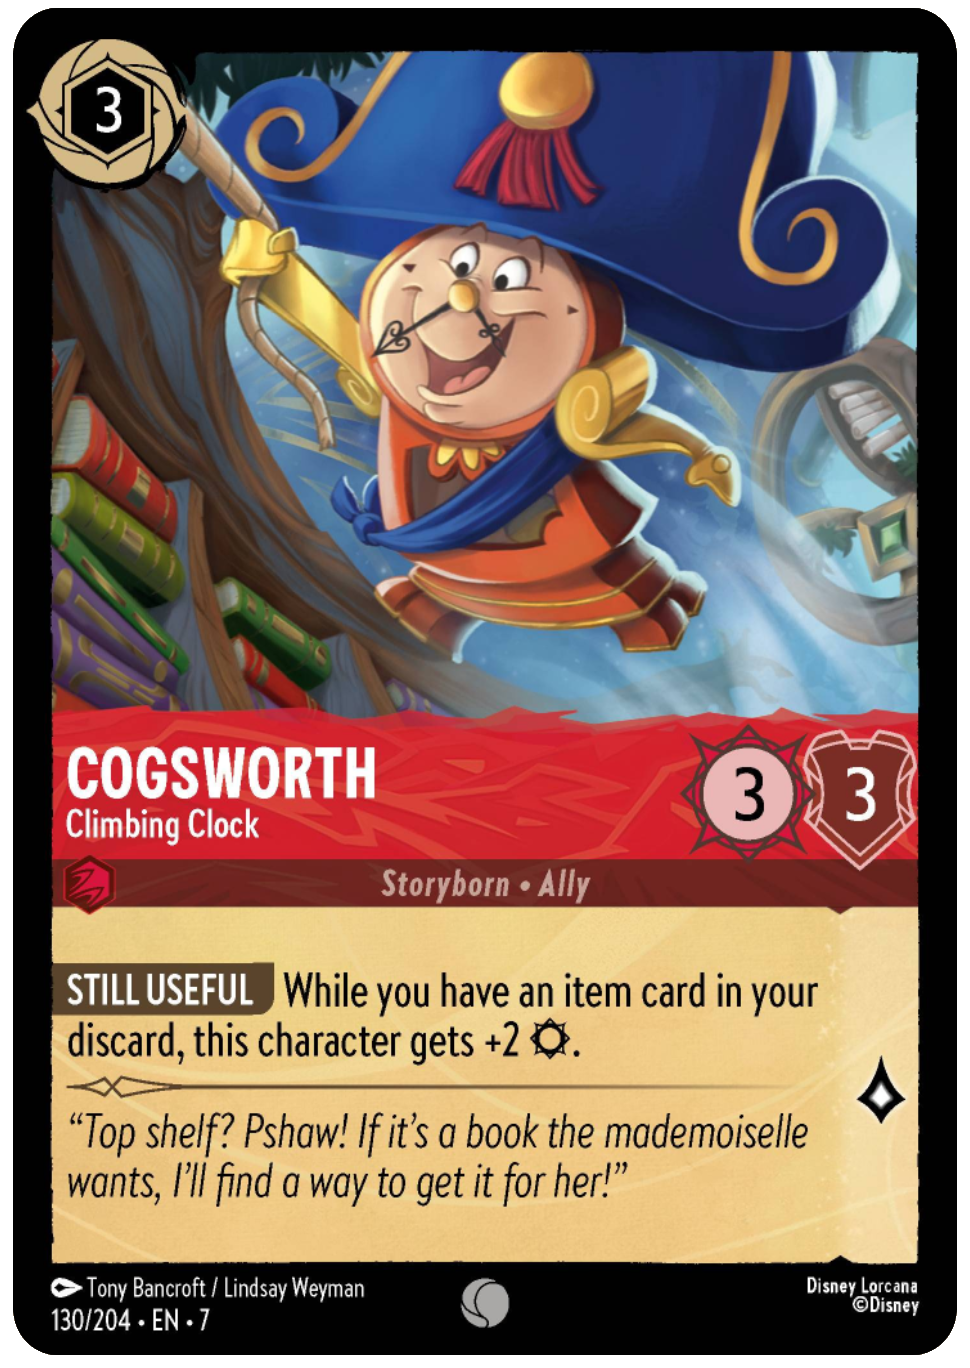 3
COGSWORTH
Climbing Clock
3
3
Storyborn • Ally
STILL USEFUL While you have an item card in your
discard, this character gets +2 .
“Top shelf? Pshaw! If it’s a book the mademoiselle
wants, I’ll find a way to get it for her!”
Tony Bancroft / Lindsay Weyman
130/204 • EN • 7
Disney Lorcana
©Disney